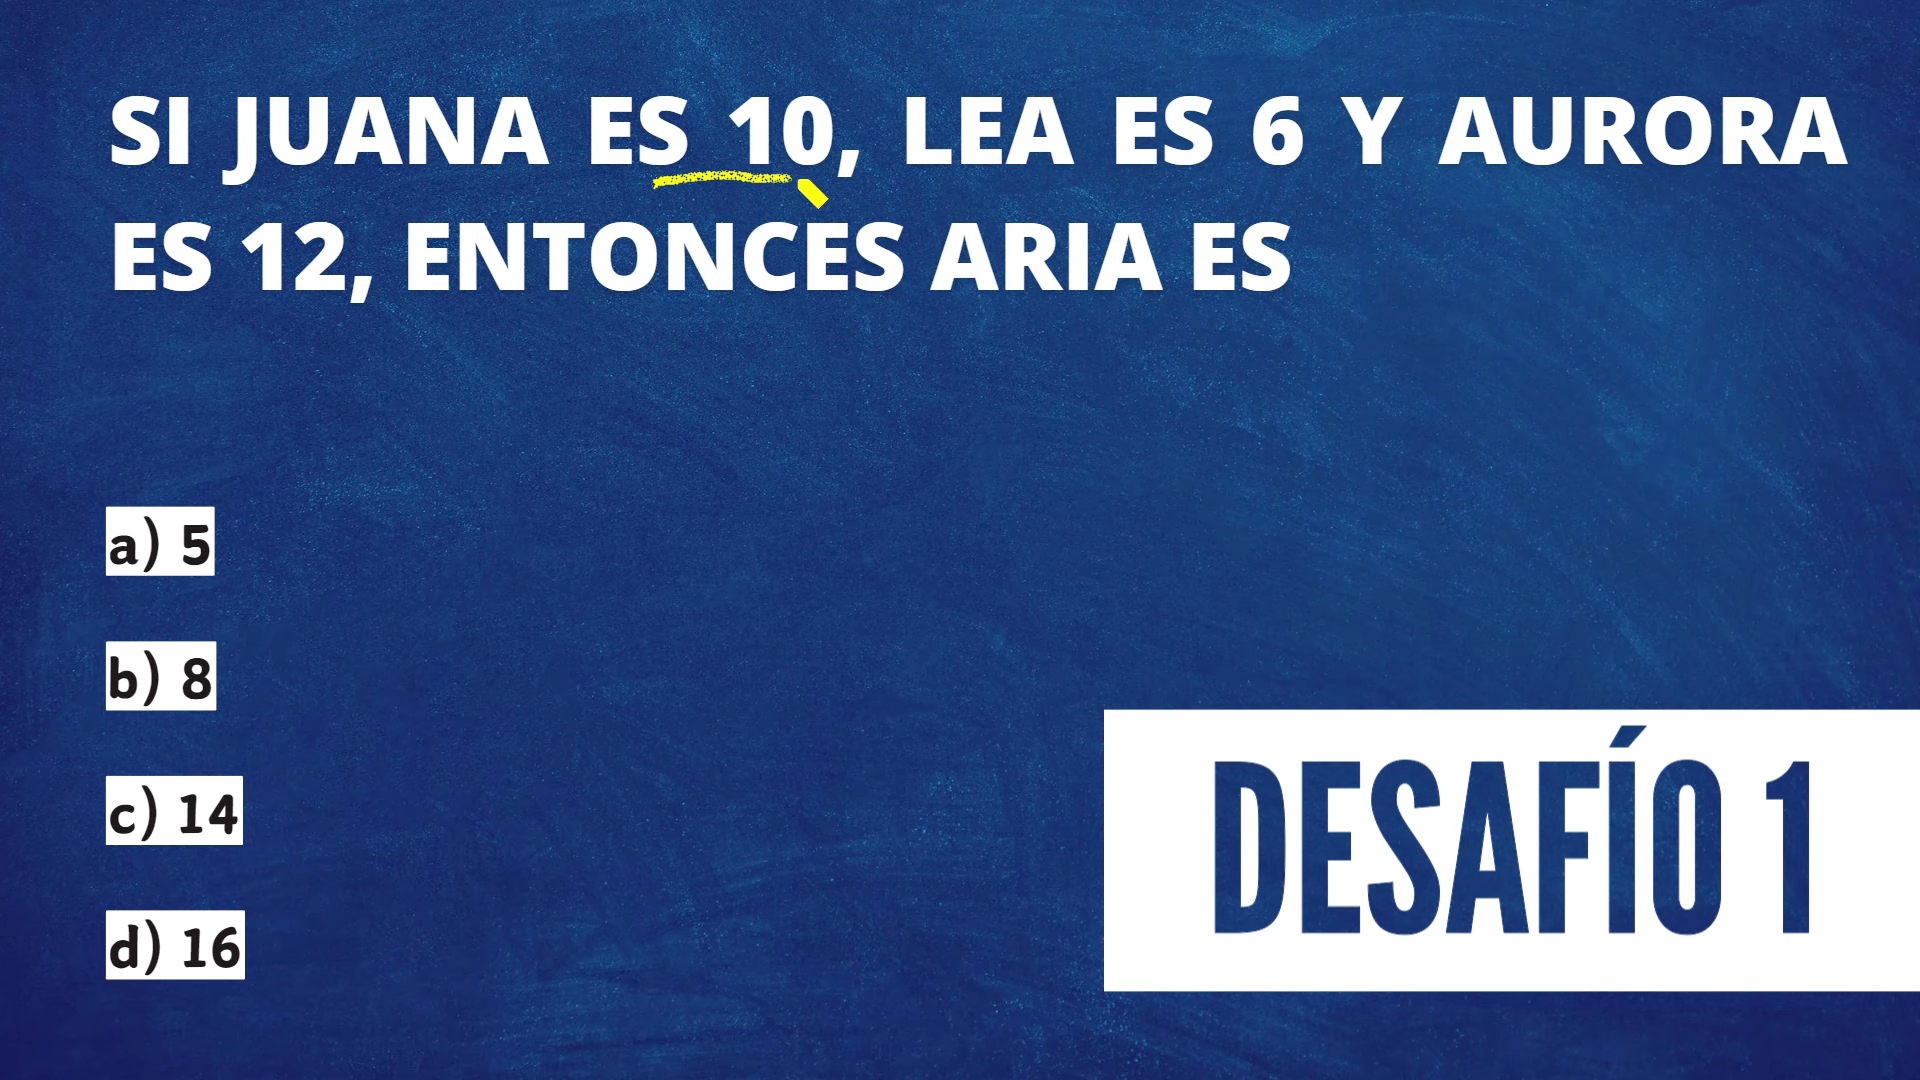 SI JUANA ES 10, LEA ES 6 Y AURORA
ES 12, ENTONCES ARIA ES
a) 5
b) 8
c) 14
d) 16
DESAFÍO 1